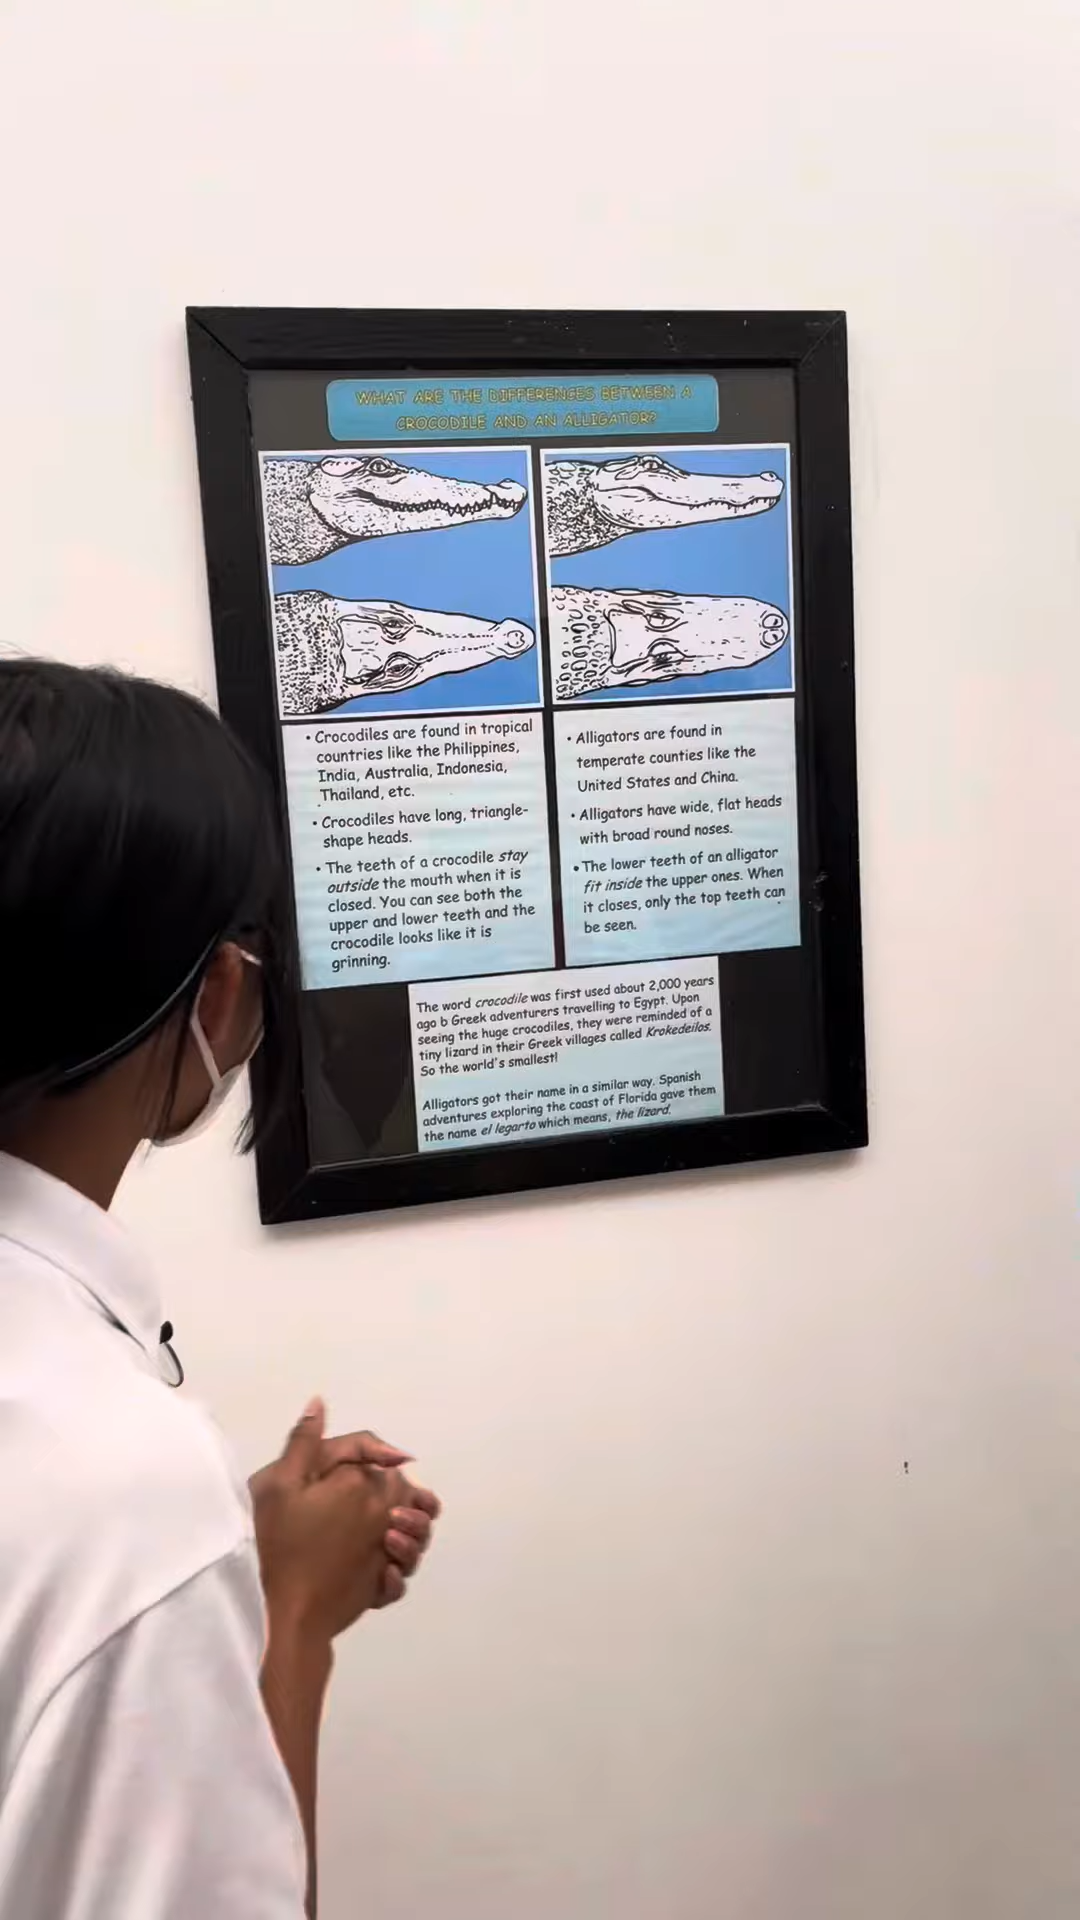 WHAT ARE THE DIFFERENCES BETWEEN A
CROCODILE AND AN ALLIGATOR?
• Crocodiles are found in tropical
countries like the Philippines,
India, Australia, Indonesia,
Thailand, etc.
• Crocodiles have long, triangle-
shape heads.
• The teeth of a crocodile stay
outside the mouth when it is
closed. You can see both the
upper and lower teeth and the
crocodile looks like it is
grinning.
• Alligators are found in
temperate counties like the
United States and China.
• Alligators have wide, flat heads
with broad round noses.
• The lower teeth of an alligator
fit inside the upper ones. When
it closes, only the top teeth can
be seen.
The word crocodile was first used about 2,000 years
ago b Greek adventurers travelling to Egypt. Upon
seeing the huge crocodiles, they were reminded of a
tiny lizard in their Greek villages called Krokedeilos.
So the world's smallest!
Alligators got their name in a similar way. Spanish
adventures exploring the coast of Florida gave them
the name el legarto which means, the lizard.